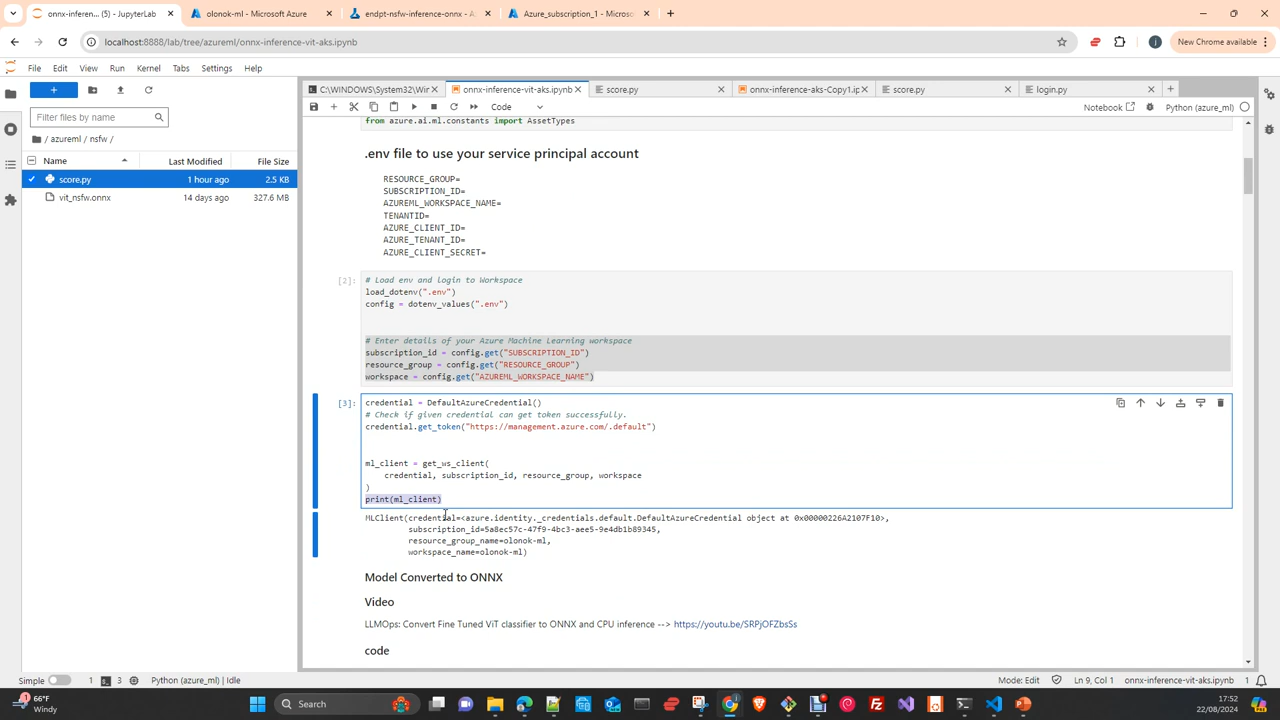 onnx-inferen... (5) - JupyterLab
olonok-ml - Microsoft Azure
endpt-nsfw-inference-onnx - A
Azure_subscription_1 - Microso
localhost:8888/lab/tree/azureml/onnx-inference-vit-aks.ipynb
New Chrome available
File Edit View Run Kernel Tabs Settings Help
C:\WINDOWS\System32\Wir
onnx-inference-vit-aks.ipynb
score.py
onnx-inference-aks-Copy1.ip
score.py
login.py
Code
Notebook
Python (azure_ml)
Filter files by name
/ azureml / nsfw /
Name Last Modified File Size
score.py 1 hour ago 2.5 KB
vit_nsfw.onnx 14 days ago 327.6 MB
from azure.ai.ml.constants import AssetTypes
.env file to use your service principal account
RESOURCE_GROUP=
SUBSCRIPTION_ID=
AZUREML_WORKSPACE_NAME=
TENANTID=
AZURE_CLIENT_ID=
AZURE_TENANT_ID=
AZURE_CLIENT_SECRET=
[2]:
# Load env and login to Workspace
load_dotenv(".env")
config = dotenv_values(".env")
# Enter details of your Azure Machine Learning workspace
subscription_id = config.get("SUBSCRIPTION_ID")
resource_group = config.get("RESOURCE_GROUP")
workspace = config.get("AZUREML_WORKSPACE_NAME")
[3]:
credential = DefaultAzureCredential()
# Check if given credential can get token successfully.
credential.get_token("https://management.azure.com/.default")
ml_client = get_ws_client(
credential, subscription_id, resource_group, workspace
)
print(ml_client)
MLClient(credential=<azure.identity._credentials.default.DefaultAzureCredential object at 0x00000226A2107F10>,
subscription_id=5a8ec57c-47f9-4bc3-aee5-9e4db1b89345,
resource_group_name=olonok-ml,
workspace_name=olonok-ml)
Model Converted to ONNX
Video
LLMOps: Convert Fine Tuned ViT classifier to ONNX and CPU inference --> https://youtu.be/SRPjOFZbsSs
code
Simple
1
3
Python (azure_ml) | Idle
Mode: Edit
Ln 9, Col 1
onnx-inference-vit-aks.ipynb
1
66°F
Windy
Search
17:52
22/08/2024